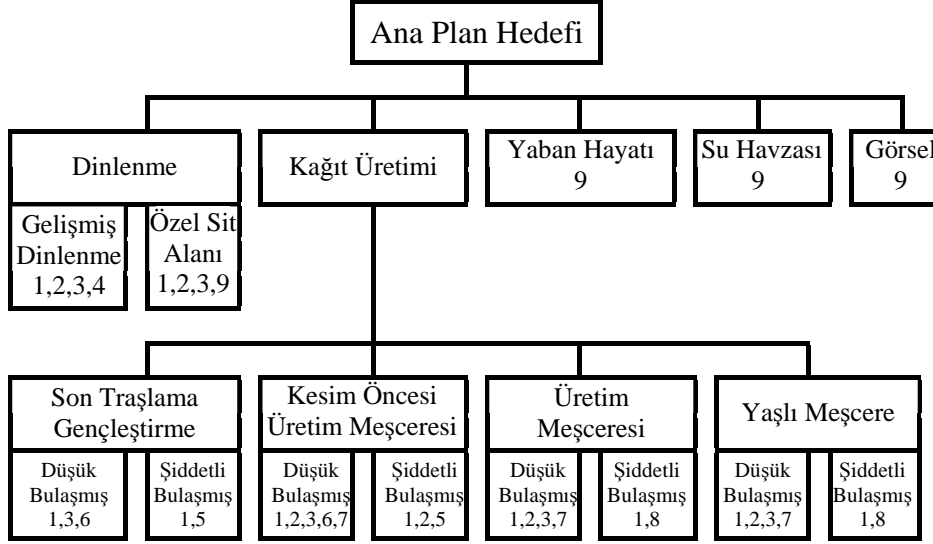 Ana Plan Hedefi
Dinlenme
Kağıt Üretimi
Yaban Hayatı
9
Su Havzası
9
Görsel
9
Gelişmiş
Dinlenme
1,2,3,4
Özel Sit
Alanı
1,2,3,9
Son Traşlama
Gençleştirme
Kesim Öncesi
Üretim Meşceresi
Üretim
Meşceresi
Yaşlı Meşcere
Düşük
Bulaşmış
1,3,6
Şiddetli
Bulaşmış
1,5
Düşük
Bulaşmış
1,2,3,6,7
Şiddetli
Bulaşmış
1,2,5
Düşük
Bulaşmış
1,2,3,7
Şiddetli
Bulaşmış
1,8
Düşük
Bulaşmış
1,2,3,7
Şiddetli
Bulaşmış
1,8